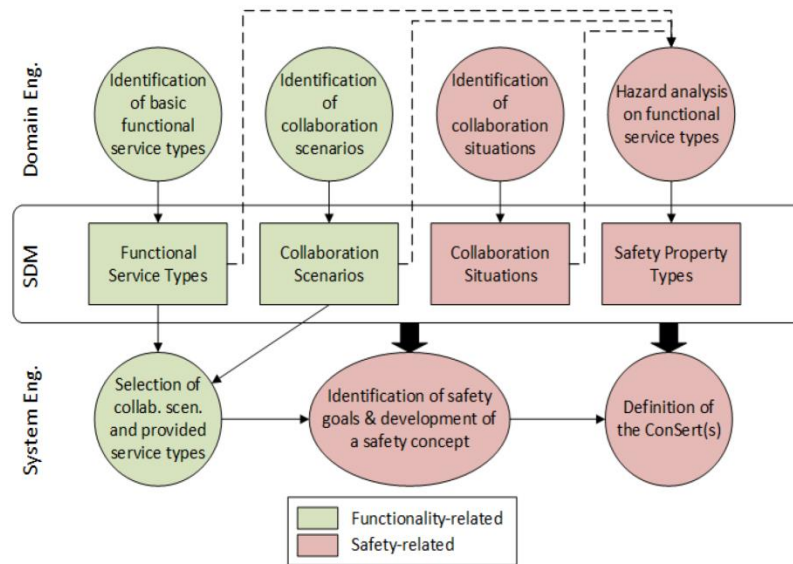 Domain Eng.
Identification
of basic
functional
service types
Identification
of
collaboration
scenarios
Identification
of
collaboration
situations
Hazard analysis
on functional
service types
SDM
Functional
Service Types
Collaboration
Scenarios
Collaboration
Situations
Safety Property
Types
System Eng.
Selection of
collab. scen.
and provided
service types
Identification of safety
goals & development of
a safety concept
Definition of
the ConSert(s)
Functionality-related
Safety-related